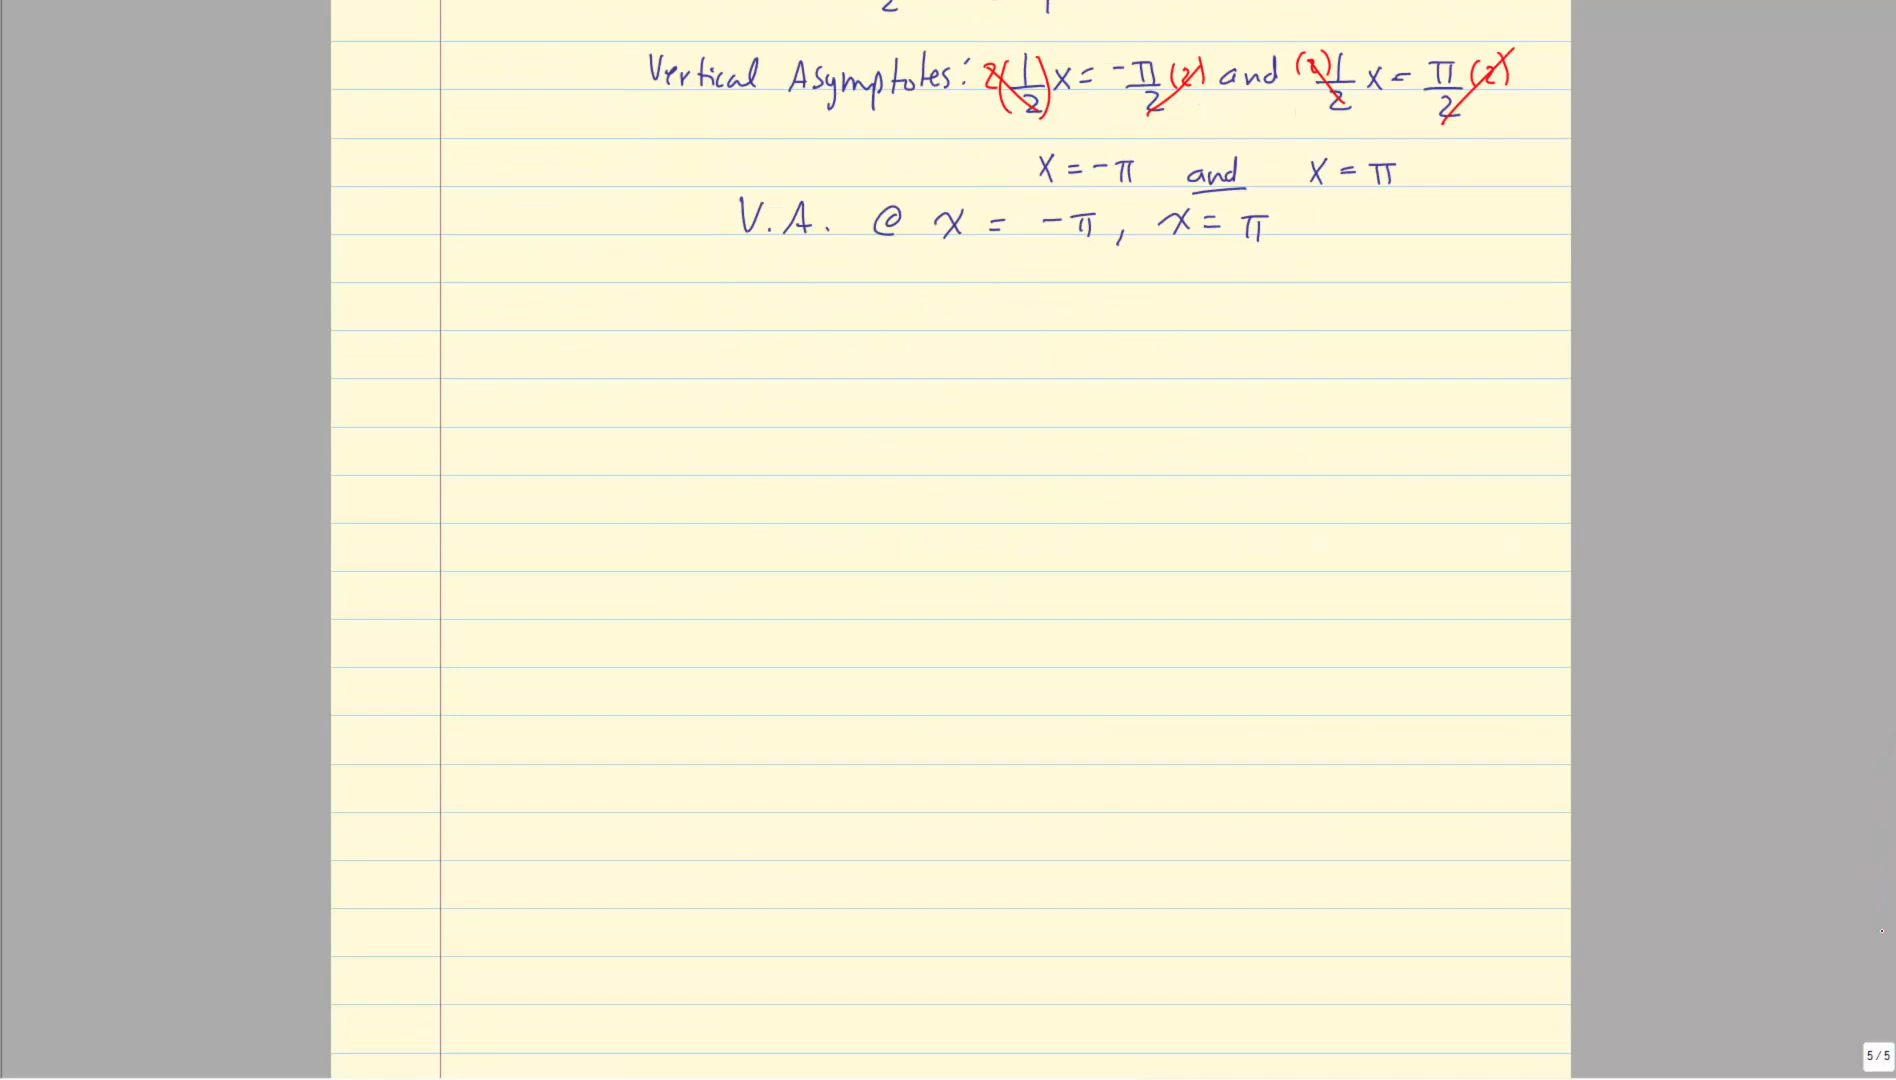 Vertical Asymptotes: 2(1/2)x = -π/2 (2) and (2)1/2 x = π/2 (2)
x = -π and x = π
V.A. @ x = -π, x = π
5/5